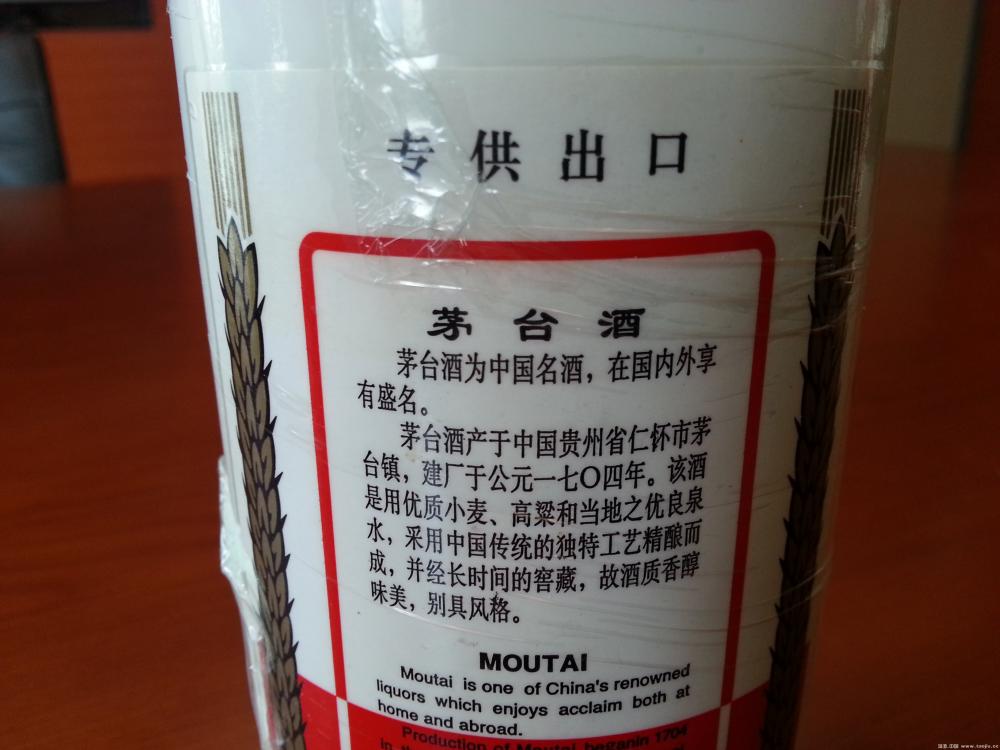 专供出口
茅台酒
茅台酒为中国名酒，在国内外享
有盛名。
茅台酒产于中国贵州省仁怀市茅
台镇，建厂于公元一七〇四年。该酒
是用优质小麦、高粱和当地之优良泉
水，采用中国传统的独特工艺精酿而
成，并经长时间的窖藏，故酒质香醇
味美，别具风格。
MOUTAI
Moutai is one of China's renowned
liquors which enjoys acclaim both at
home and abroad.
Production of Moutai beganin 1704